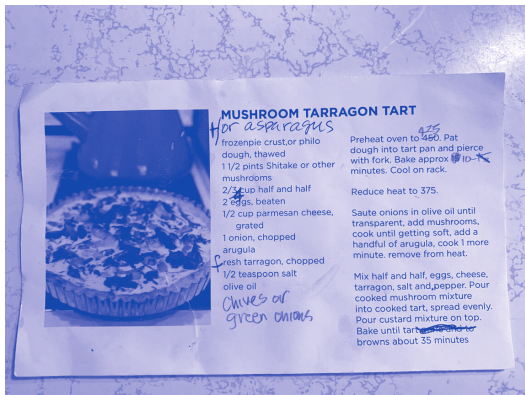 MUSHROOM TARRAGON TART
+/or asparagus
frozenpie crust,or philo
dough, thawed
1 1/2 pints Shitake or other
mushrooms
2/3 cup half and half
2 eggs, beaten
1/2 cup parmesan cheese,
grated
1 onion, chopped
arugula
fresh tarragon, chopped
1/2 teaspoon salt
olive oil
Chives or
green onions
425
Preheat oven to 450. Pat
dough into tart pan and pierce
with fork. Bake approx 10-
minutes. Cool on rack.
Reduce heat to 375.
Saute onions in olive oil until
transparent, add mushrooms,
cook until getting soft, add a
handful of arugula, cook 1 more
minute. remove from heat.
Mix half and half, eggs, cheese,
tarragon, salt and,pepper. Pour
cooked mushroom mixture
into cooked tart, spread evenly.
Pour custard mixture on top.
Bake until tart
browns about 35 minutes